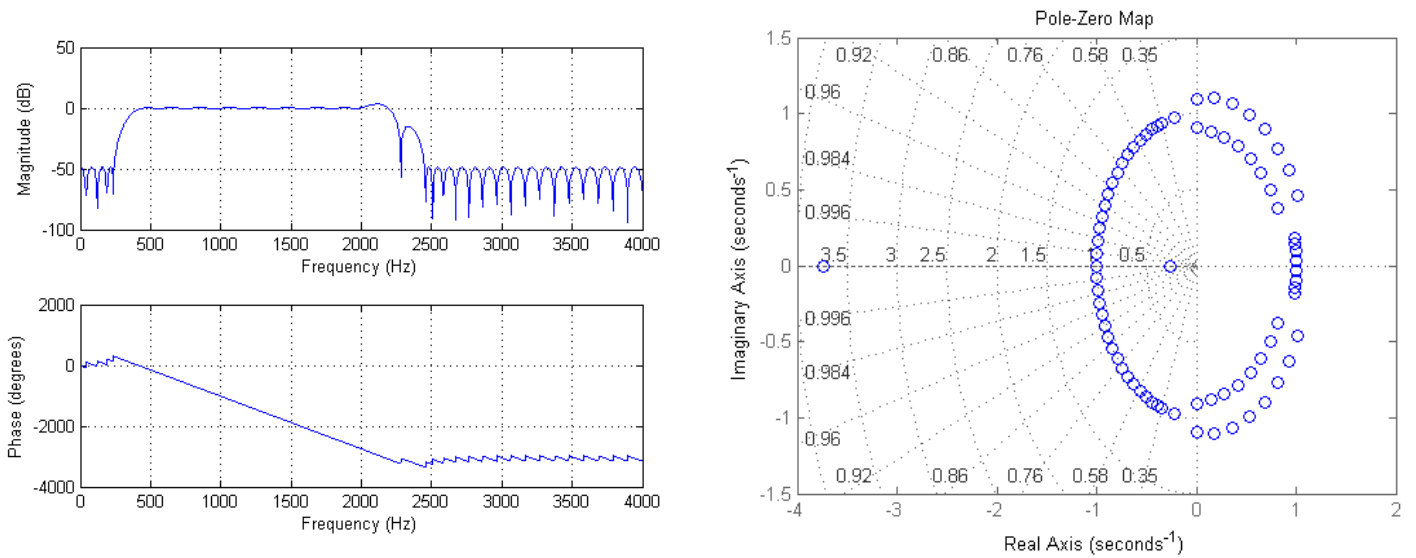 50
0
-50
-100
Magnitude (dB)
0 500 1000 1500 2000 2500 3000 3500 4000
Frequency (Hz)
2000
0
-2000
-4000
Phase (degrees)
0 500 1000 1500 2000 2500 3000 3500 4000
Frequency (Hz)
Pole-Zero Map
1.5
1
0.5
0
-0.5
-1
-1.5
Imaginary Axis (seconds⁻¹)
0.92 0.86 0.76 0.58 0.35
0.96
0.984
0.996
3.5 3 2.5 2 1.5 1 0.5
0.996
0.984
0.96
0.92 0.86 0.76 0.58 0.35
-4 -3 -2 -1 0 1 2
Real Axis (seconds⁻¹)